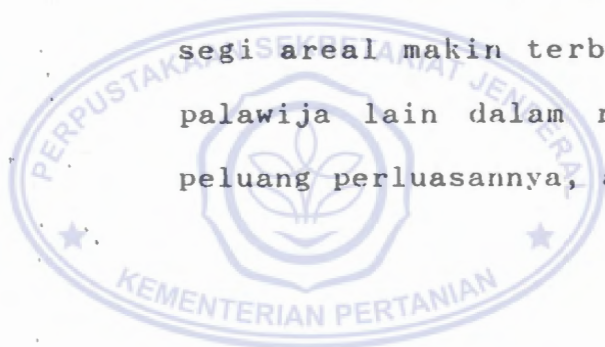 segi areal makin terb
palawija lain dalam
peluang perluasannya,
PERPUSTAKAAN SEKRETARIAT JENDERAL
KEMENTERIAN PERTANIAN